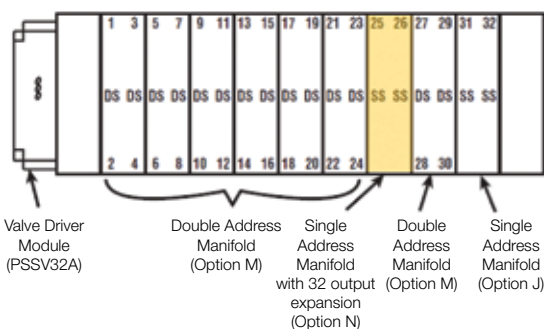 1 3 5 7 9 11 13 15 17 19 21 23 25 26 27 29 31 32
DS DS DS DS DS DS DS DS DS DS DS DS SS SS DS DS SS SS
2 4 6 8 10 12 14 16 18 20 22 24 28 30
Valve Driver
Module
(PSSV32A)
Double Address
Manifold
(Option M)
Single
Address
Manifold
with 32 output
expansion
(Option N)
Double
Address
Manifold
(Option M)
Single
Address
Manifold
(Option J)